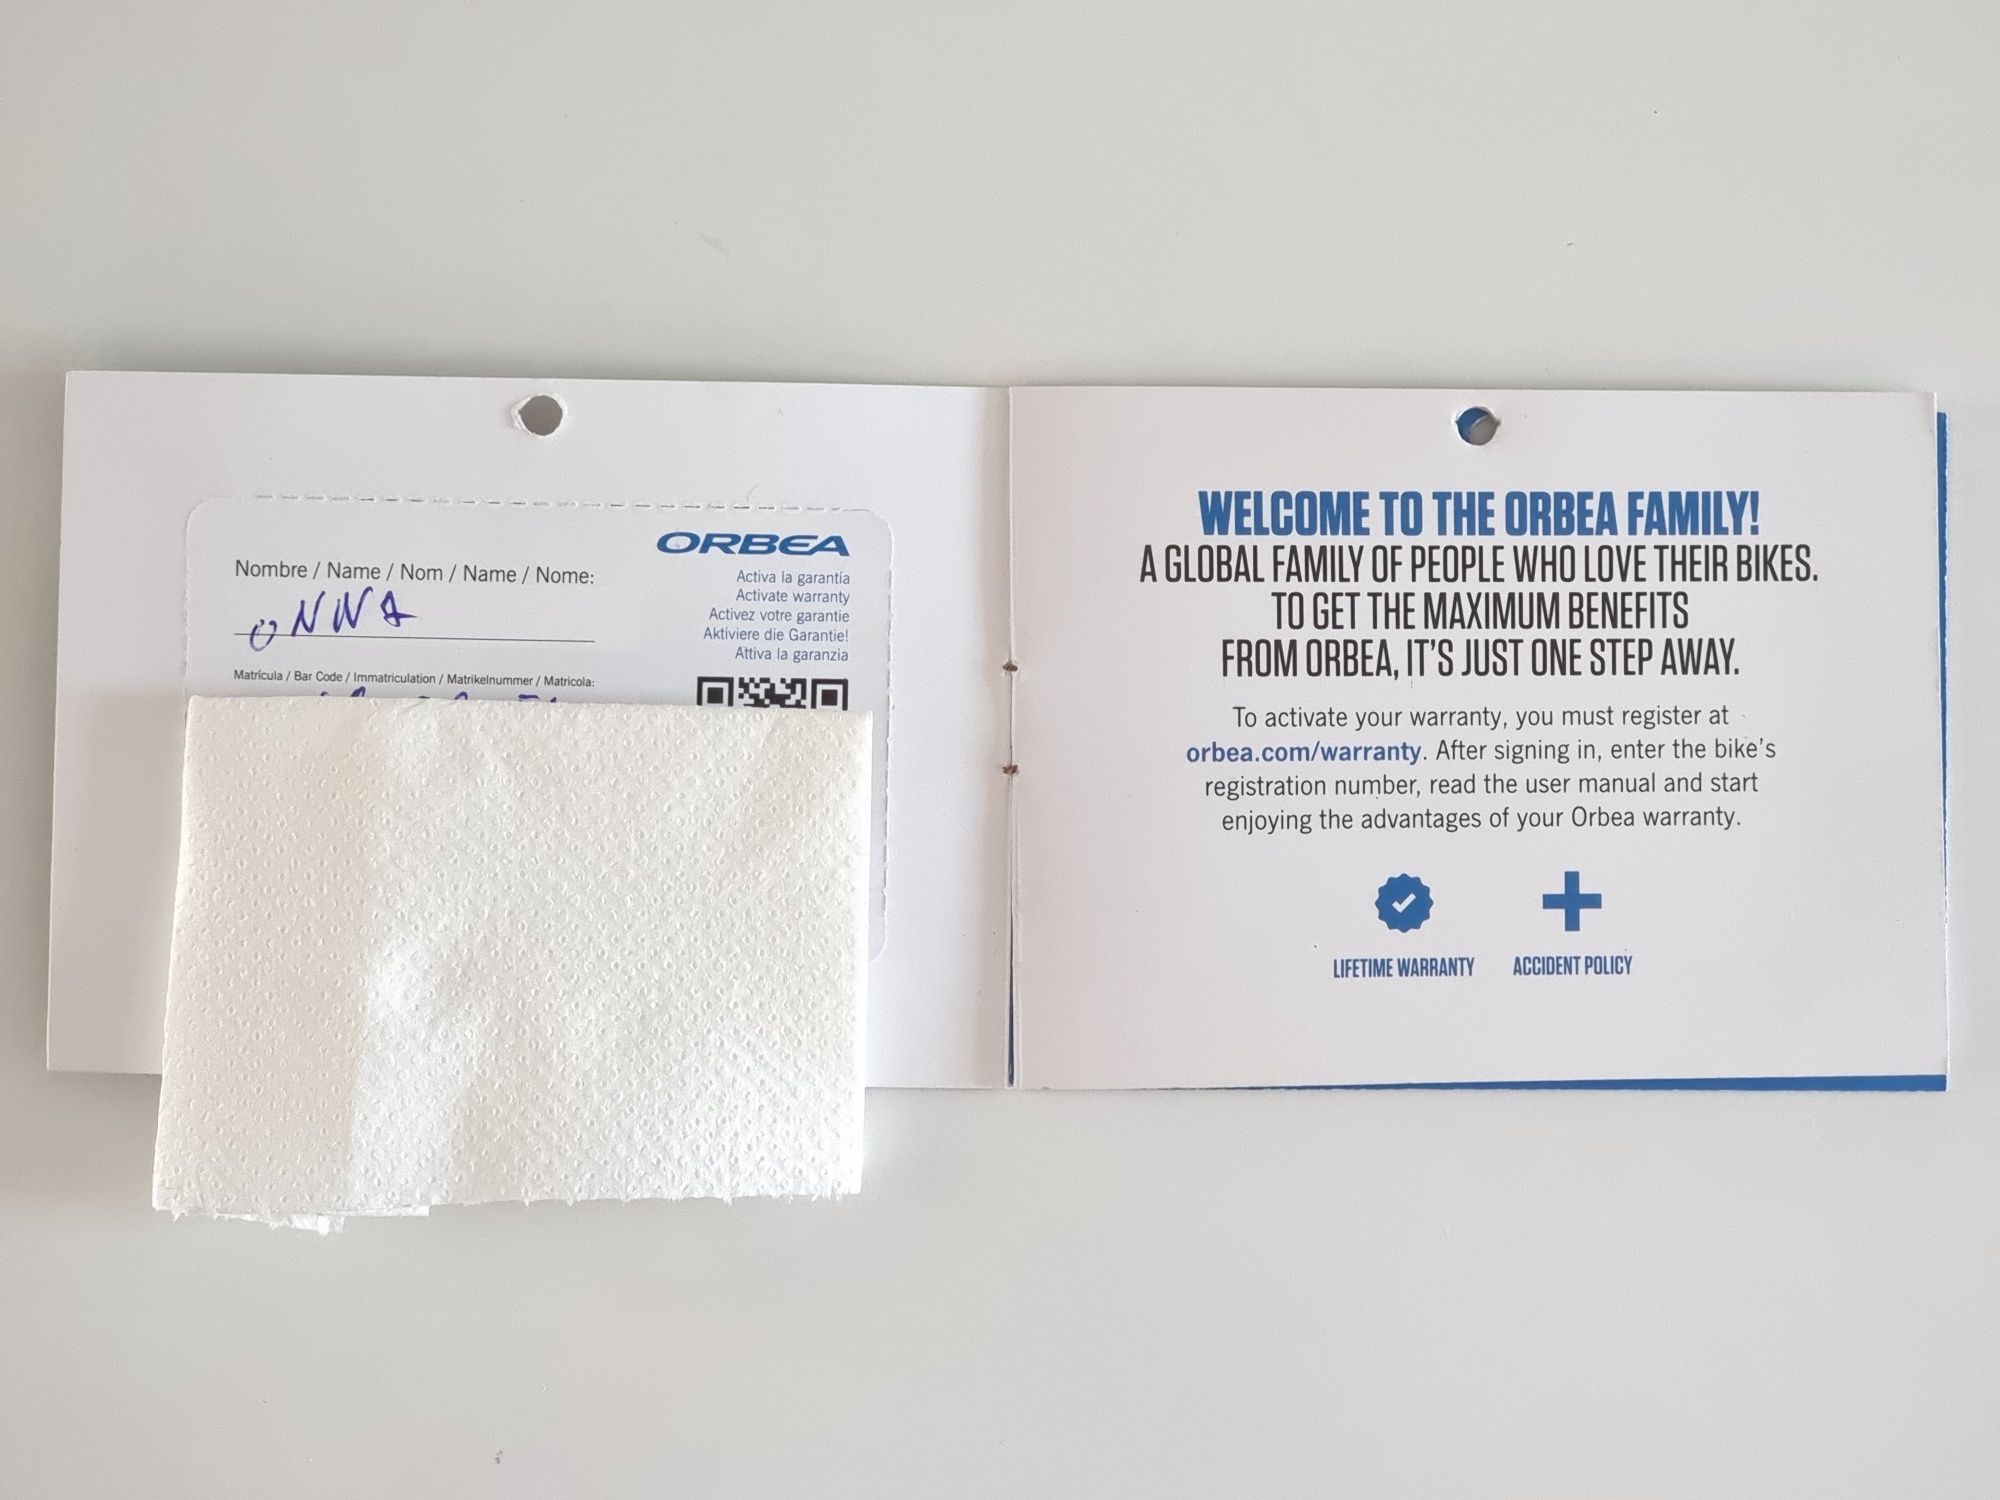 ORBEA
Nombre / Name / Nom / Name / Nome:
Activa la garantía
Activate warranty
Activez votre garantie
Aktiviere die Garantie!
Attiva la garanzia
Matrícula / Bar Code / Immatriculation / Matrikelnummer / Matricola:
WELCOME TO THE ORBEA FAMILY!
A GLOBAL FAMILY OF PEOPLE WHO LOVE THEIR BIKES.
TO GET THE MAXIMUM BENEFITS
FROM ORBEA, IT'S JUST ONE STEP AWAY.
To activate your warranty, you must register at
orbea.com/warranty. After signing in, enter the bike's
registration number, read the user manual and start
enjoying the advantages of your Orbea warranty.
LIFETIME WARRANTY
ACCIDENT POLICY